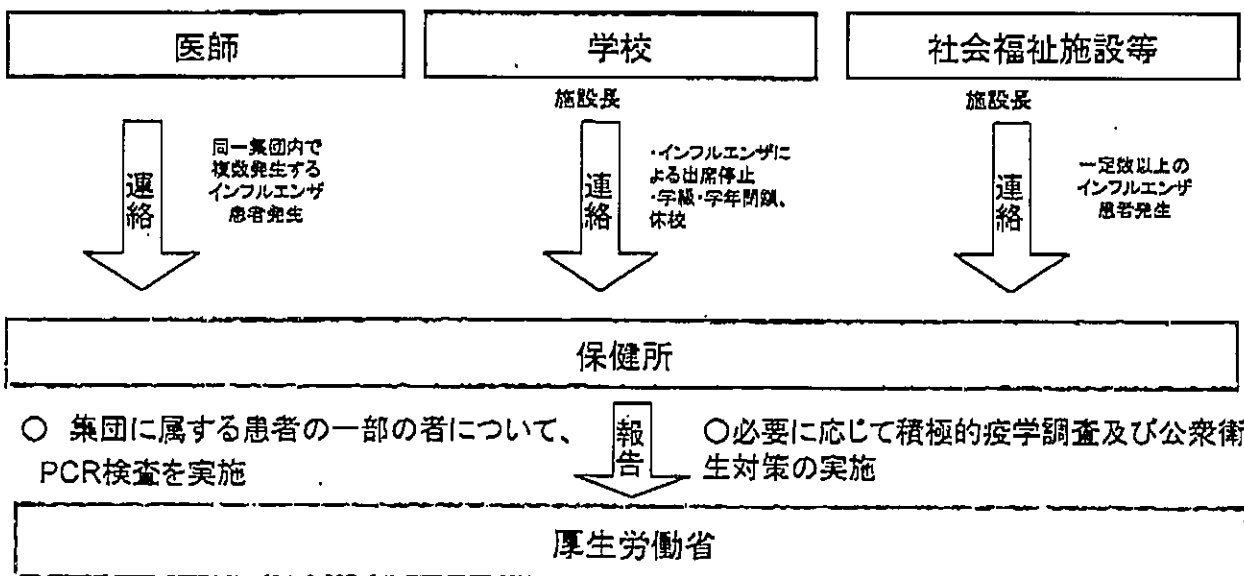 医師
学校
社会福祉施設等
施設長
施設長
連絡
同一集団内で
複数発生する
インフルエンザ
患者発生
連絡
・インフルエンザに
よる出席停止
・学級・学年閉鎖、
休校
連絡
一定数以上の
インフルエンザ
患者発生
保健所
○ 集団に属する患者の一部の者について、
PCR検査を実施
報告
○必要に応じて積極的疫学調査及び公衆衛
生対策の実施
厚生労働省